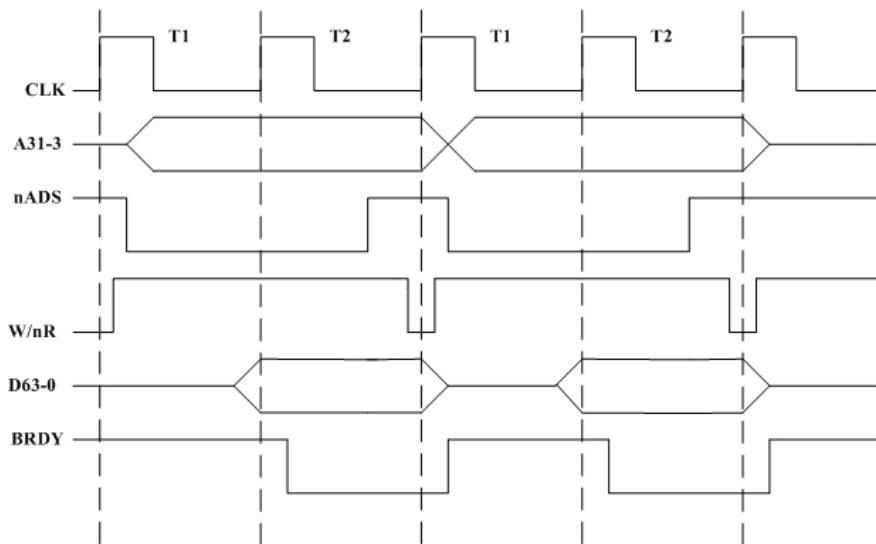 T1 T2 T1 T2
CLK
A31-3
nADS
W/nR
D63-0
BRDY